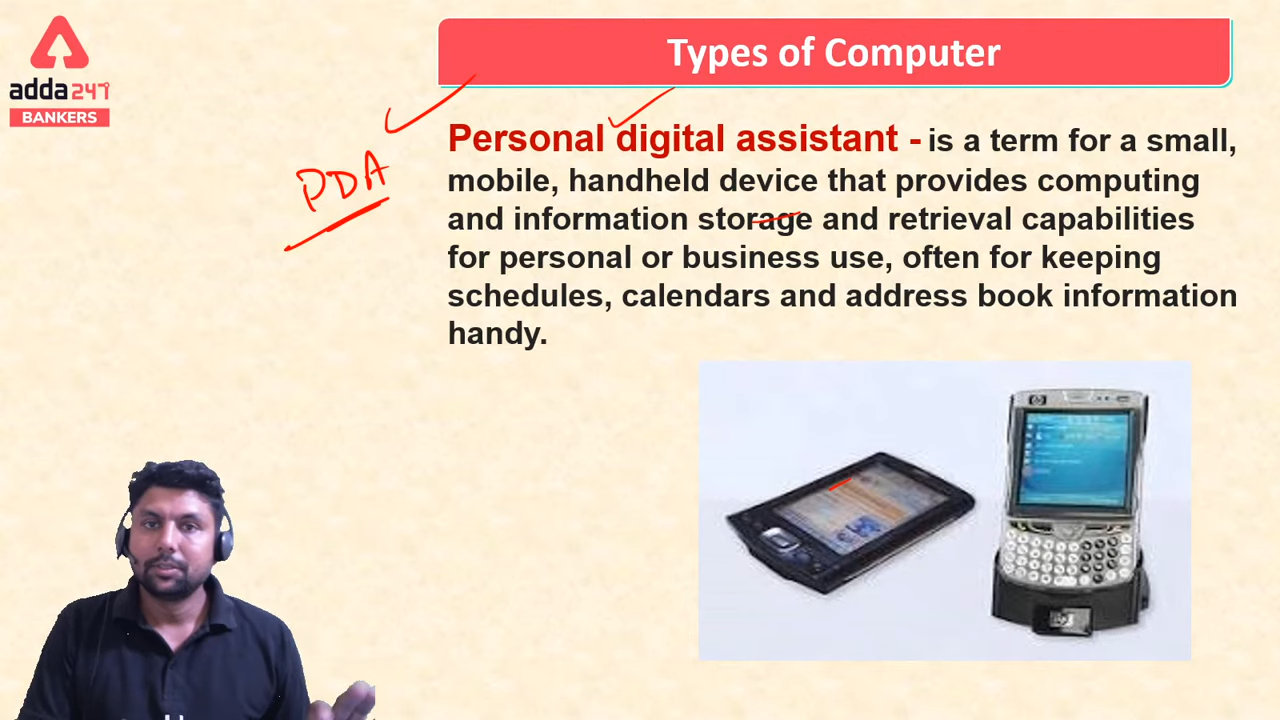 adda247
BANKERS
Types of Computer
PDA
Personal digital assistant - is a term for a small,
mobile, handheld device that provides computing
and information storage and retrieval capabilities
for personal or business use, often for keeping
schedules, calendars and address book information
handy.
hp
hp